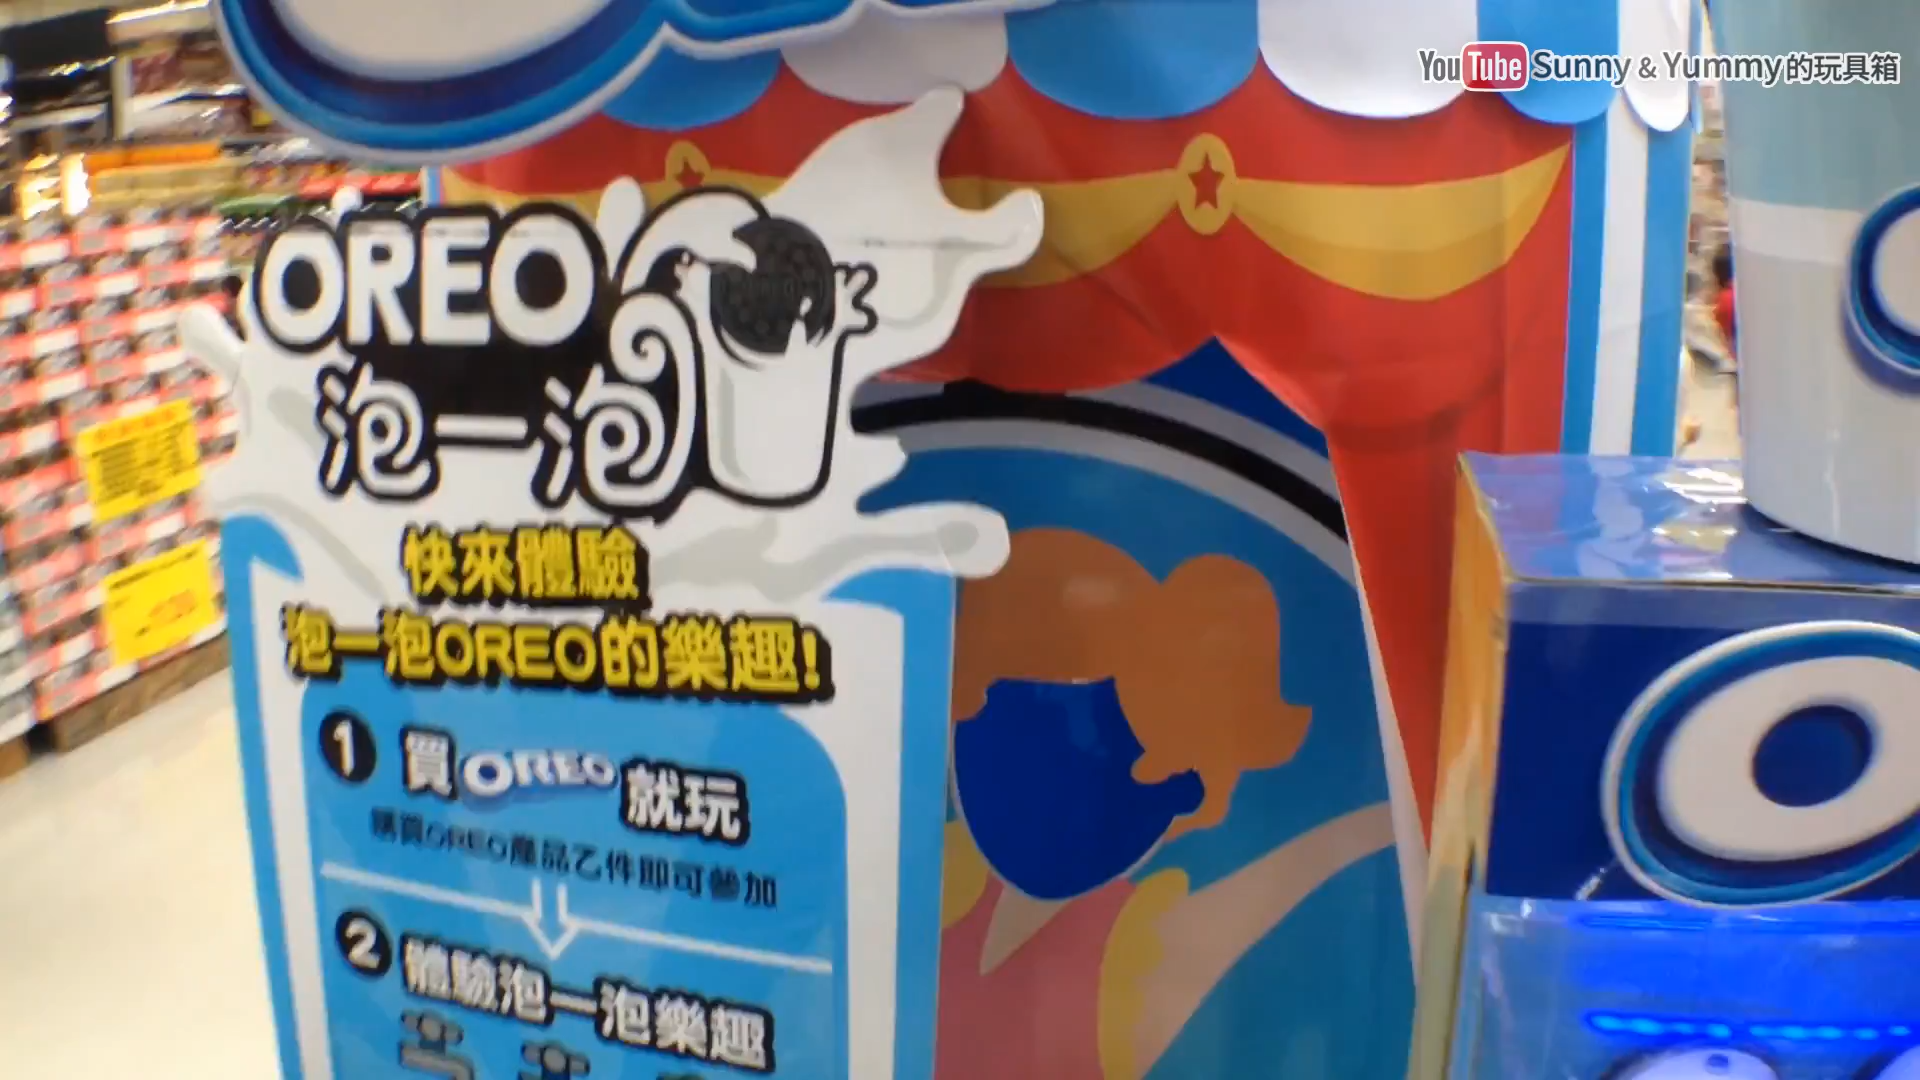 YouTube Sunny & Yummy的玩具箱
OREO
泡一泡
快來體驗
泡一泡OREO的樂趣!
1 買OREO就玩
購買OREO產品乙件即可參加
2 體驗泡一泡樂趣
O